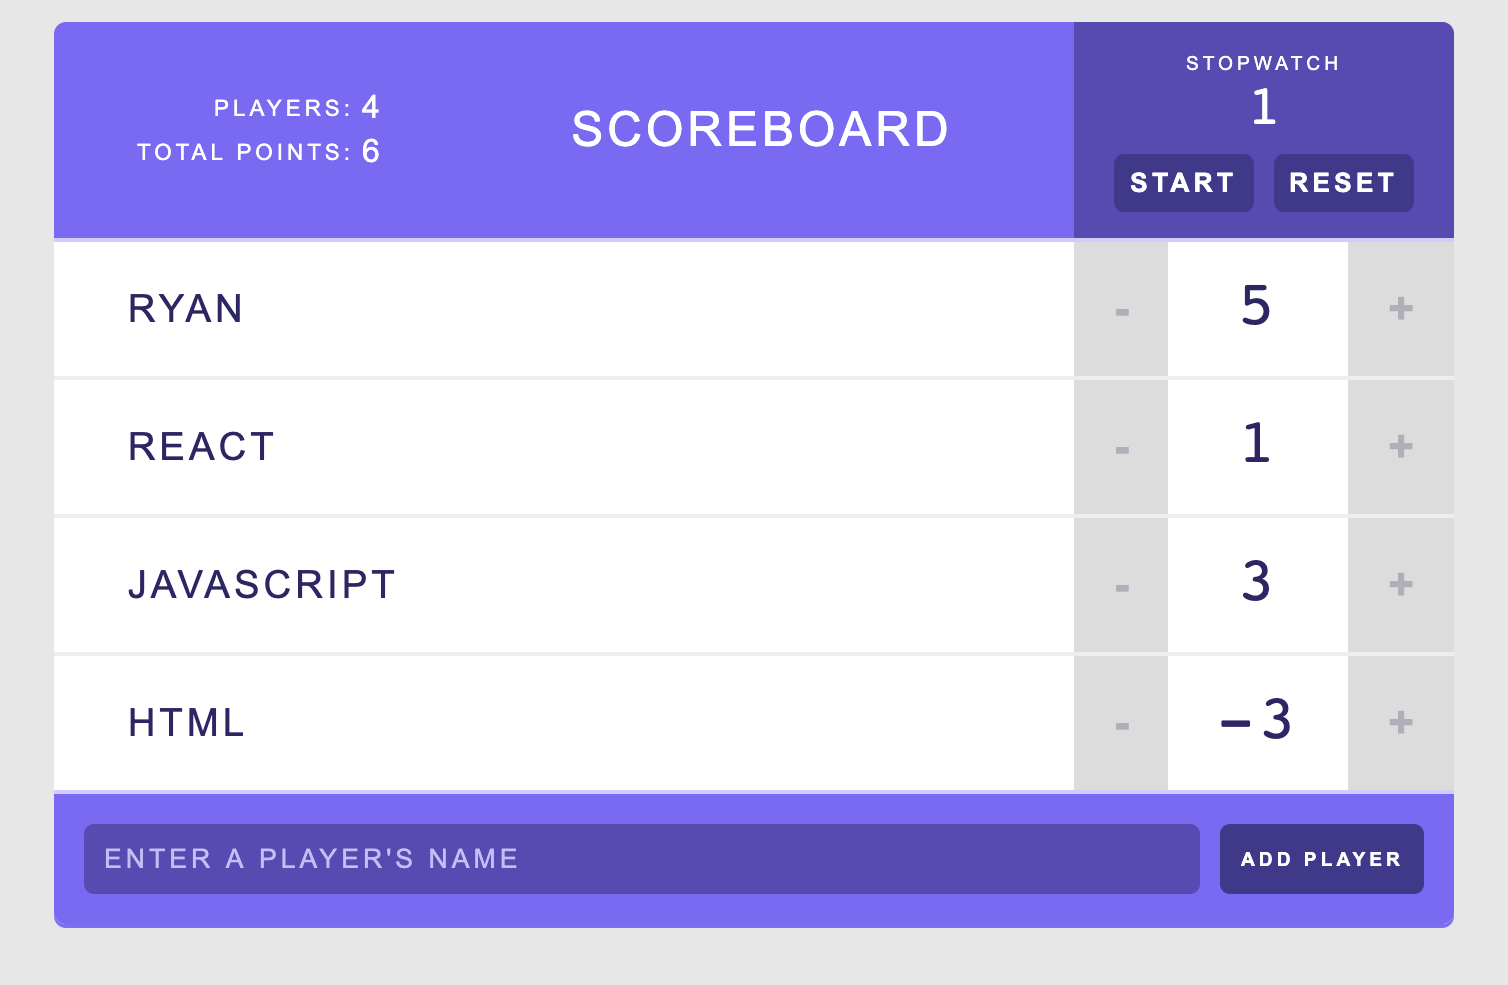 PLAYERS: 4
TOTAL POINTS: 6
SCOREBOARD
STOPWATCH
1
START RESET
RYAN - 5 +
REACT - 1 +
JAVASCRIPT - 3 +
HTML - -3 +
ENTER A PLAYER'S NAME ADD PLAYER